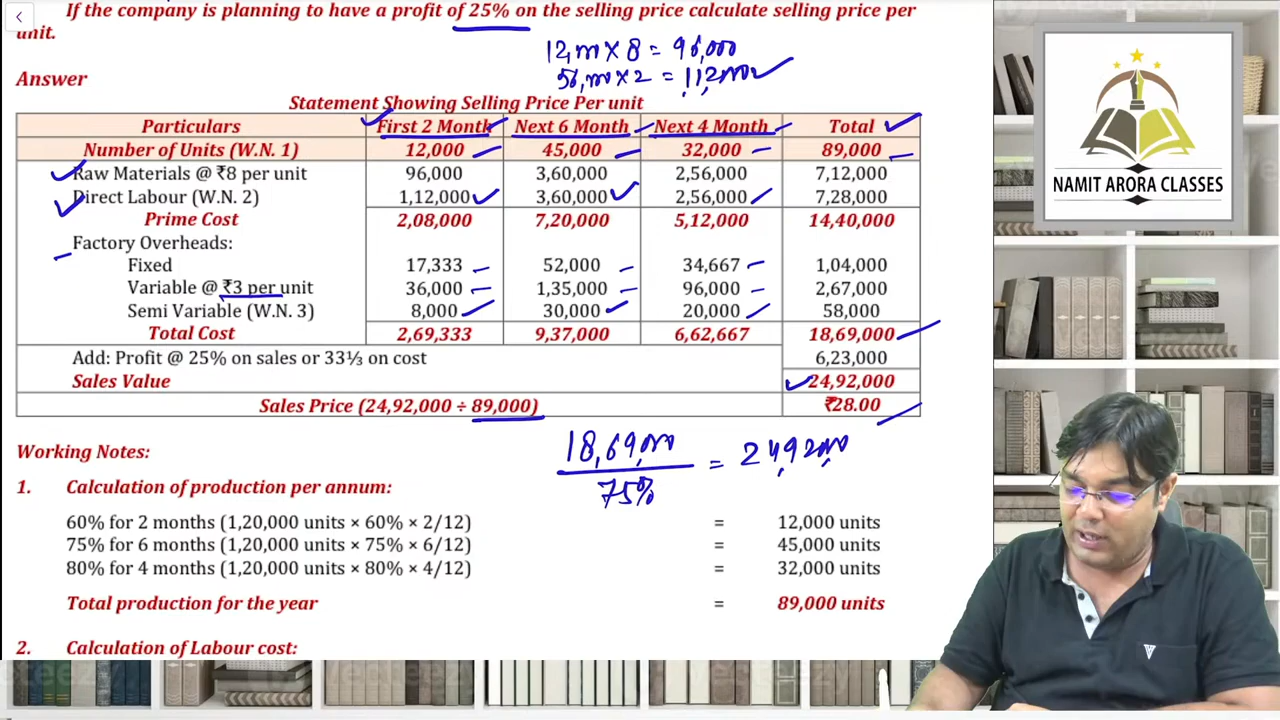 If the company is planning to have a profit of 25% on the selling price calculate selling price per
unit.
12,000 × 8 = 96,000
56,000 × 2 = 1,12,000
Answer
Statement Showing Selling Price Per unit
Particulars First 2 Month Next 6 Month Next 4 Month Total
Number of Units (W.N. 1) 12,000 45,000 32,000 89,000
Raw Materials @ ₹8 per unit 96,000 3,60,000 2,56,000 7,12,000
Direct Labour (W.N. 2) 1,12,000 3,60,000 2,56,000 7,28,000
Prime Cost 2,08,000 7,20,000 5,12,000 14,40,000
Factory Overheads:
Fixed 17,333 52,000 34,667 1,04,000
Variable @ ₹3 per unit 36,000 1,35,000 96,000 2,67,000
Semi Variable (W.N. 3) 8,000 30,000 20,000 58,000
Total Cost 2,69,333 9,37,000 6,62,667 18,69,000
Add: Profit @ 25% on sales or 33⅓ on cost 6,23,000
Sales Value 24,92,000
Sales Price (24,92,000 ÷ 89,000) ₹28.00
18,69,000 / 75% = 24,92,000
Working Notes:
1. Calculation of production per annum:
60% for 2 months (1,20,000 units × 60% × 2/12) = 12,000 units
75% for 6 months (1,20,000 units × 75% × 6/12) = 45,000 units
80% for 4 months (1,20,000 units × 80% × 4/12) = 32,000 units
Total production for the year = 89,000 units
2. Calculation of Labour cost:
NAMIT ARORA CLASSES